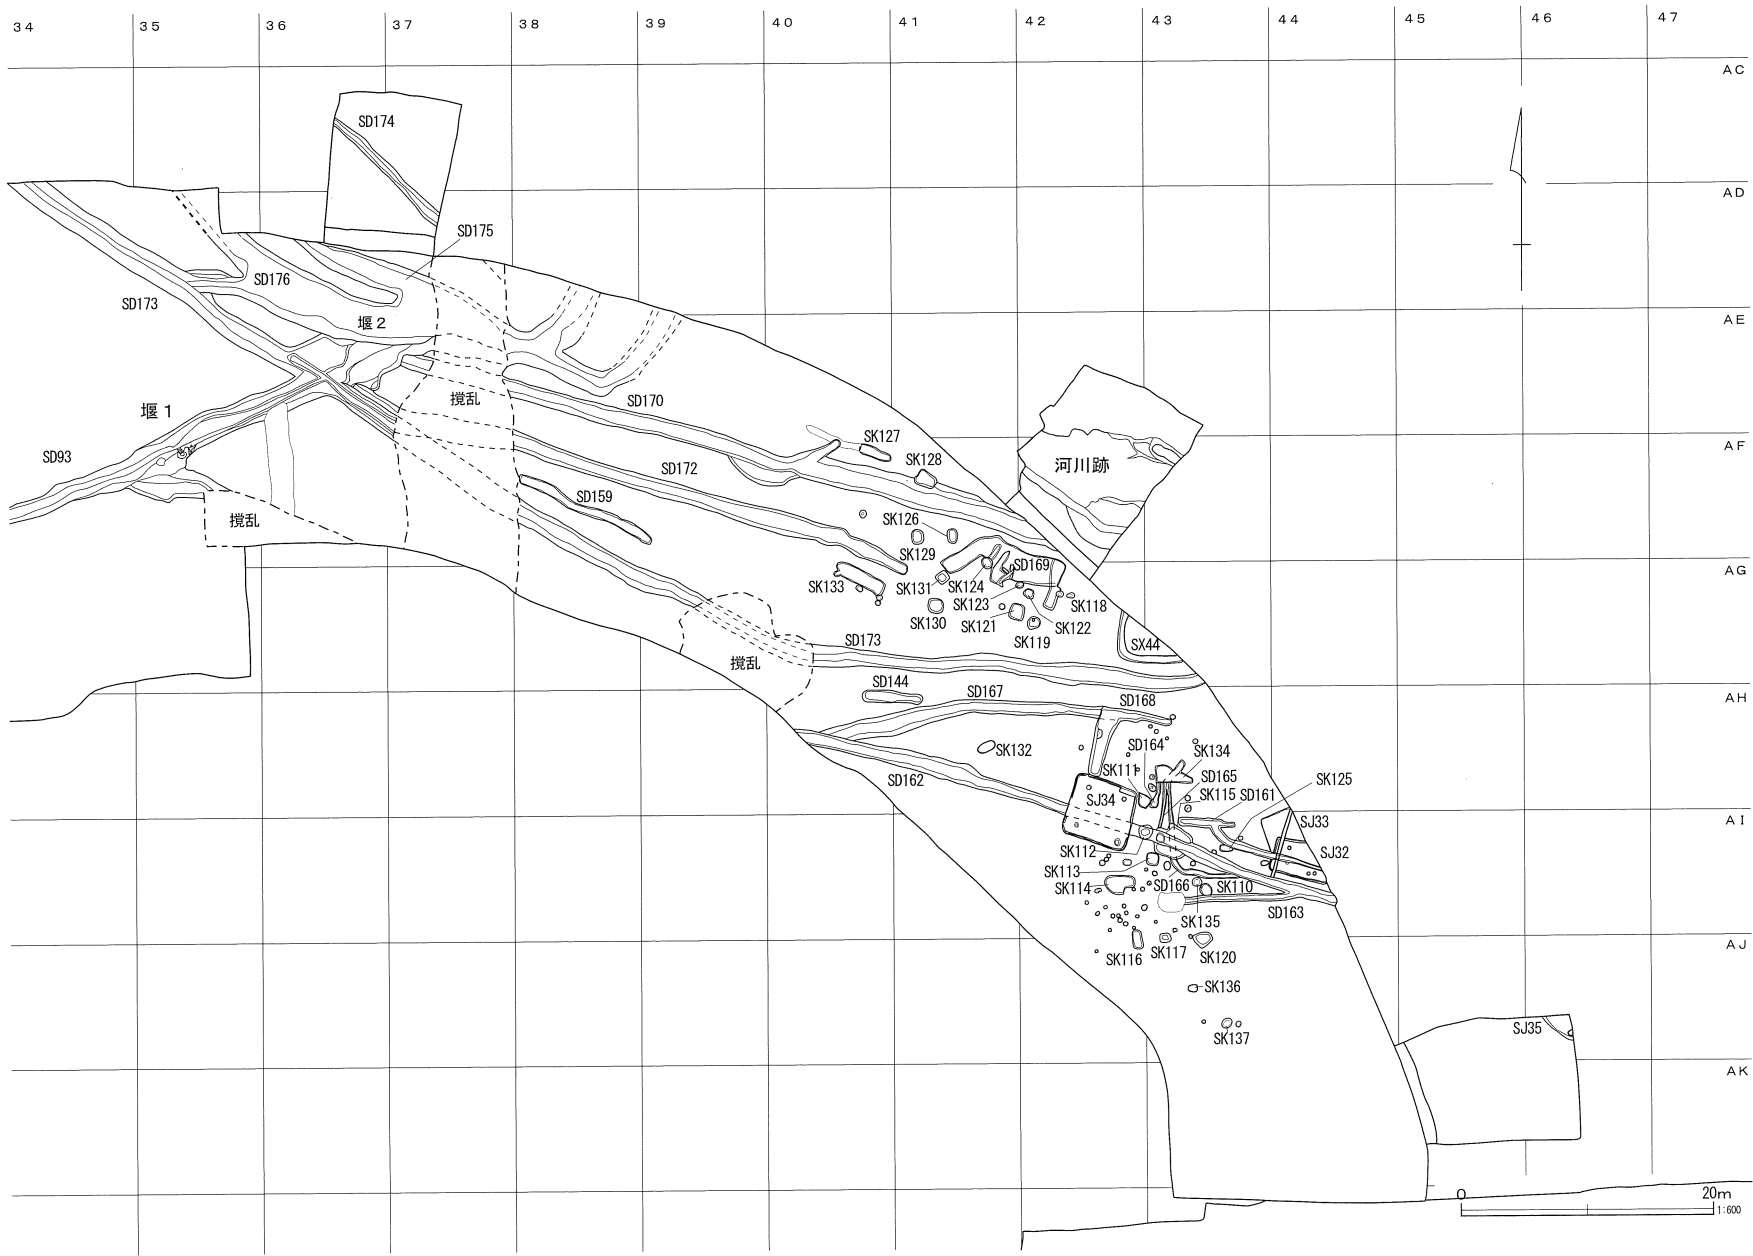 34 35 36 37 38 39 40 41 42 43 44 45 46 47
AC
SD174
AD
SD175
SD176
SD173
堰2
AE
堰1
撹乱
SD170
SK127
AF
SD93
SD172
SK128
河川跡
SD159
撹乱
SK126
SK129
SD169
AG
SK133
SK131
SK124
SK123
SK118
SK130
SK121
SK122
SK119
SD173
SX44
撹乱
SD144
SD167
SD168
AH
SK132
SD164
SK134
SD162
SK111
SD165
SK125
SJ34
SK115
SD161
SJ33
AI
SK112
SJ32
SK113
SK114
SD166
SK110
SD163
SK135
SK116
SK117
SK120
AJ
SK136
SK137
SJ35
AK
0
20m
1:600